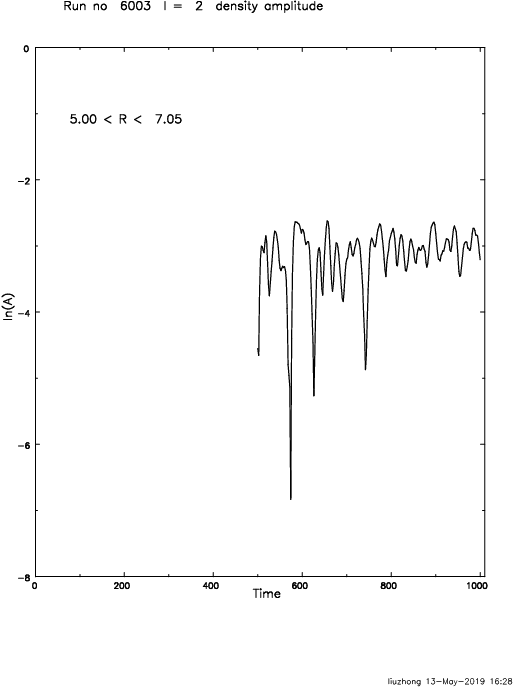 Run no 6003 l = 2 density amplitude
0
5.00 < R < 7.05
-2
ln(A)
-4
-6
-8
0 200 400 600 800 1000
Time
liuzhong 13-May-2019 16:28